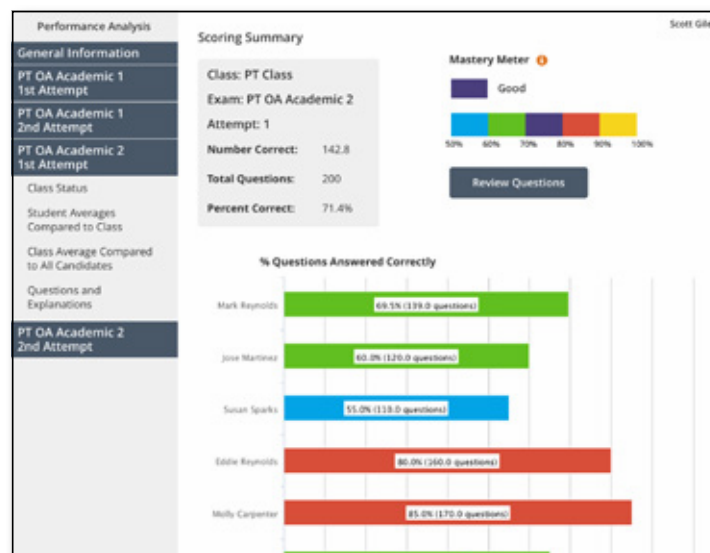 Performance Analysis
General Information
PT OA Academic 1
1st Attempt
PT OA Academic 1
2nd Attempt
PT OA Academic 2
1st Attempt
Class Status
Student Averages
Compared to Class
Class Average Compared
to All Candidates
Questions and
Explanations
PT OA Academic 2
2nd Attempt
Scott Gile
Scoring Summary
Class: PT Class
Exam: PT OA Academic 2
Attempt: 1
Number Correct: 142.8
Total Questions: 200
Percent Correct: 71.4%
Mastery Meter
Good
50% 60% 70% 80% 90% 100%
Review Questions
% Questions Answered Correctly
Mark Reynolds 69.5% (139.0 questions)
Jose Martinez 60.0% (120.0 questions)
Susan Sparks 55.0% (110.0 questions)
Eddie Reynolds 80.0% (160.0 questions)
Molly Carpenter 85.0% (170.0 questions)